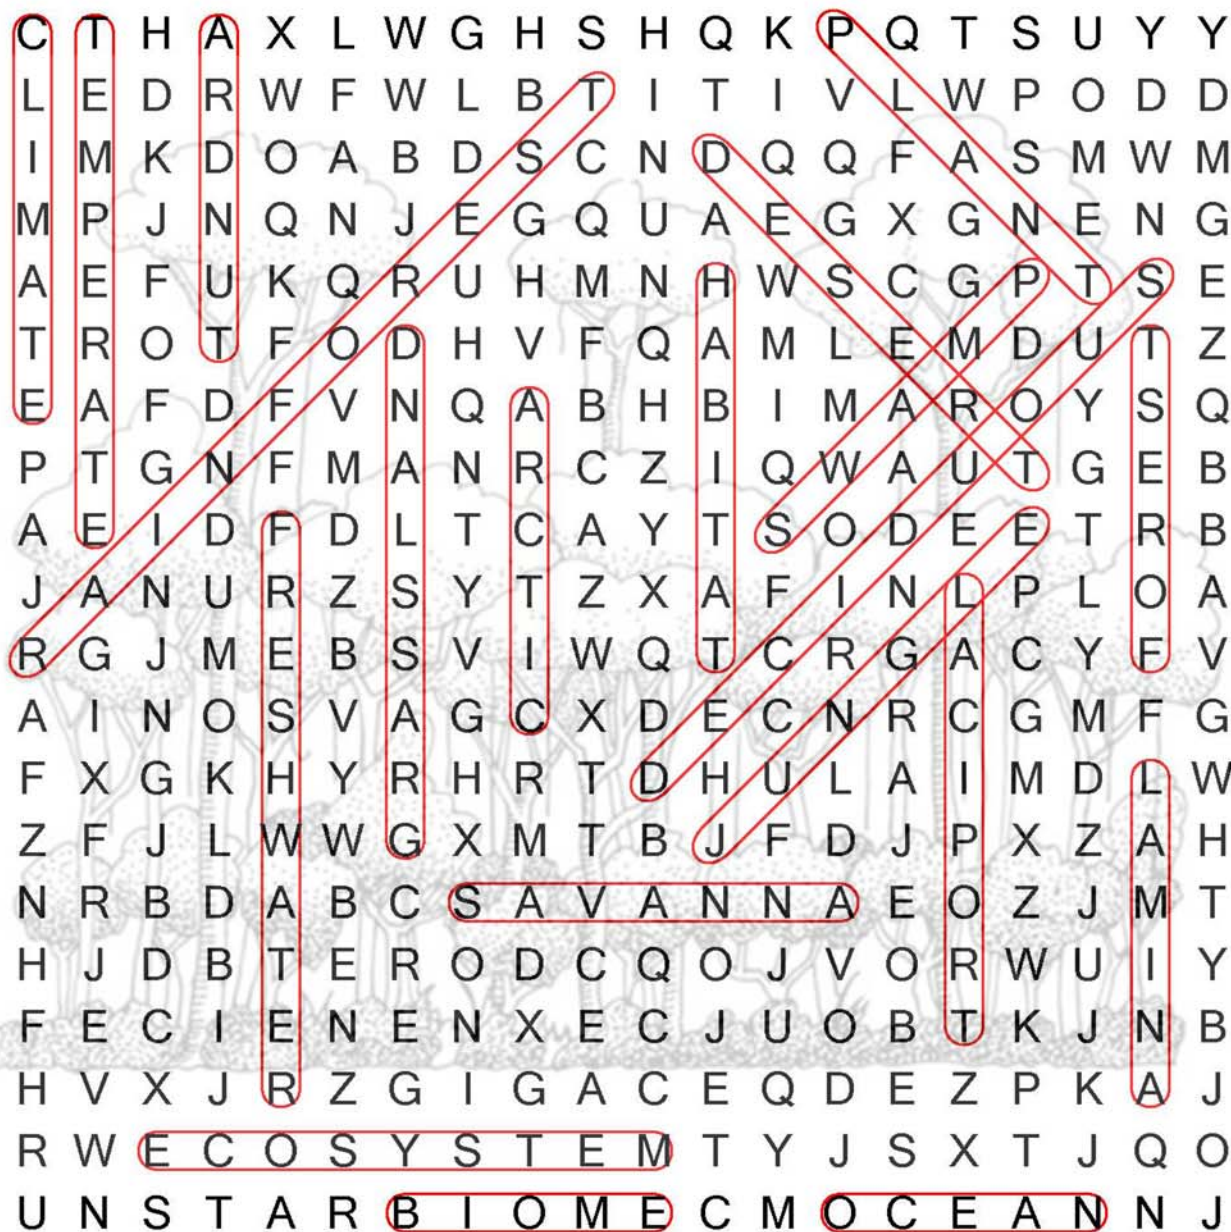 C T H A X L W G H S H Q K P Q T S U Y Y
L E D R W F W L B T I T I V L W P O D D
I M K D O A B D S C N D Q Q F A S M W M
M P J N Q N J E G Q U A E G X G N E N G
A E F U K Q R U H M N H W S C G P T S E
T R O T F O D H V F Q A M L E M D U T Z
E A F D F V N Q A B H B I M A R O Y S Q
P T G N F M A N R C Z I Q W A U T G E B
A E I D F D L T C A Y T S O D E E T R B
J A N U R Z S Y T Z X A F I N L P L O A
R G J M E B S V I W Q T C R G A C Y F V
A I N O S V A G C X D E C N R C G M F G
F X G K H Y R H R T D H U L A I M D L W
Z F J L W W G X M T B J F D J P X Z A H
N R B D A B C S A V A N N A E O Z J M T
H J D B T E R O D C Q O J V O R W U I Y
F E C I E N E N X E C J U O B T K J N B
H V X J R Z G I G A C E Q D E Z P K A J
R W E C O S Y S T E M T Y J S X T J Q O
U N S T A R B I O M E C M O C E A N N J